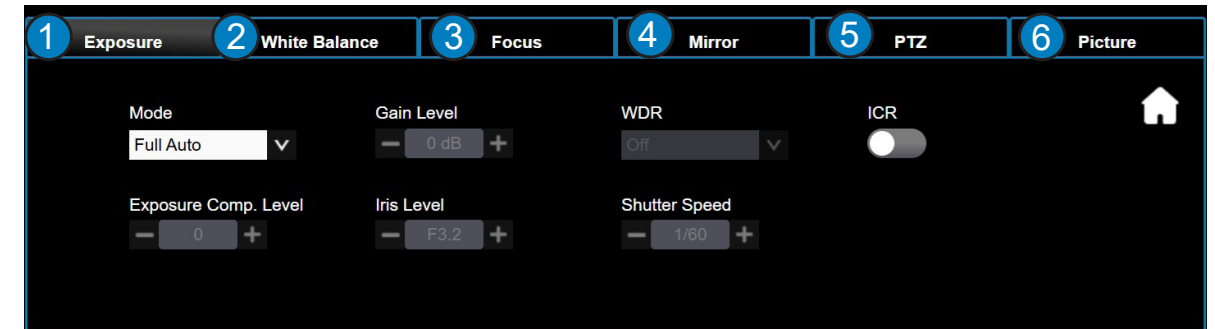 1 Exposure 2 White Balance 3 Focus 4 Mirror 5 PTZ 6 Picture
Mode Gain Level WDR ICR
Full Auto 0 dB Off
Exposure Comp. Level Iris Level Shutter Speed
0 F3.2 1/60